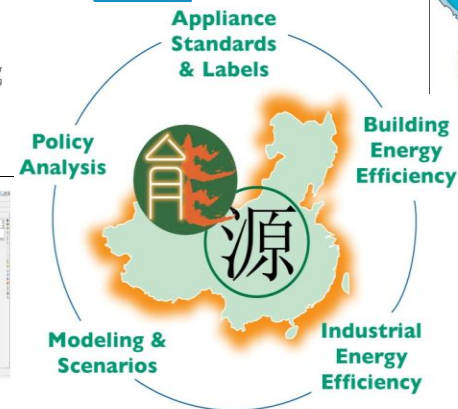 Appliance
Standards
& Labels
Policy
Analysis
Building
Energy
Efficiency
能
源
Modeling &
Scenarios
Industrial
Energy
Efficiency